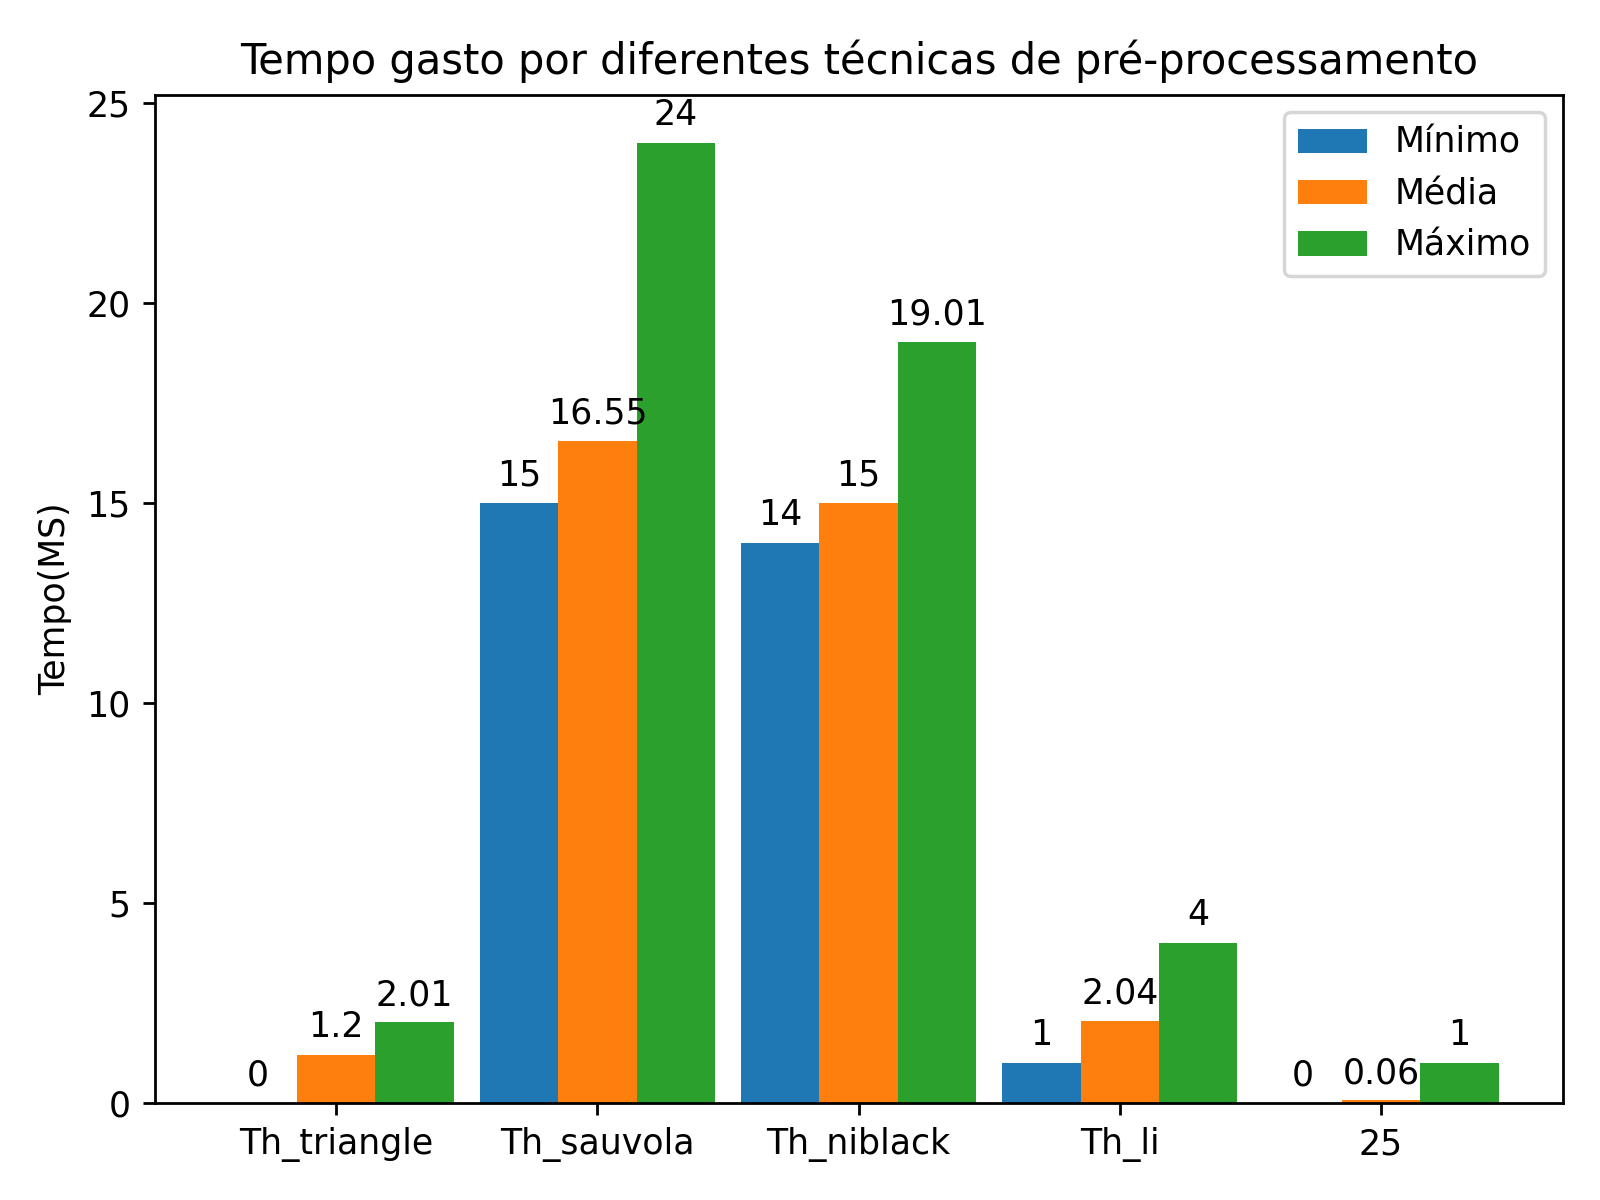 Tempo gasto por diferentes técnicas de pré-processamento
Tempo(MS)
25
20
15
10
5
0
Mínimo
Média
Máximo
0
1.2
2.01
15
16.55
24
14
15
19.01
1
2.04
4
0
0.06
1
Th_triangle
Th_sauvola
Th_niblack
Th_li
25